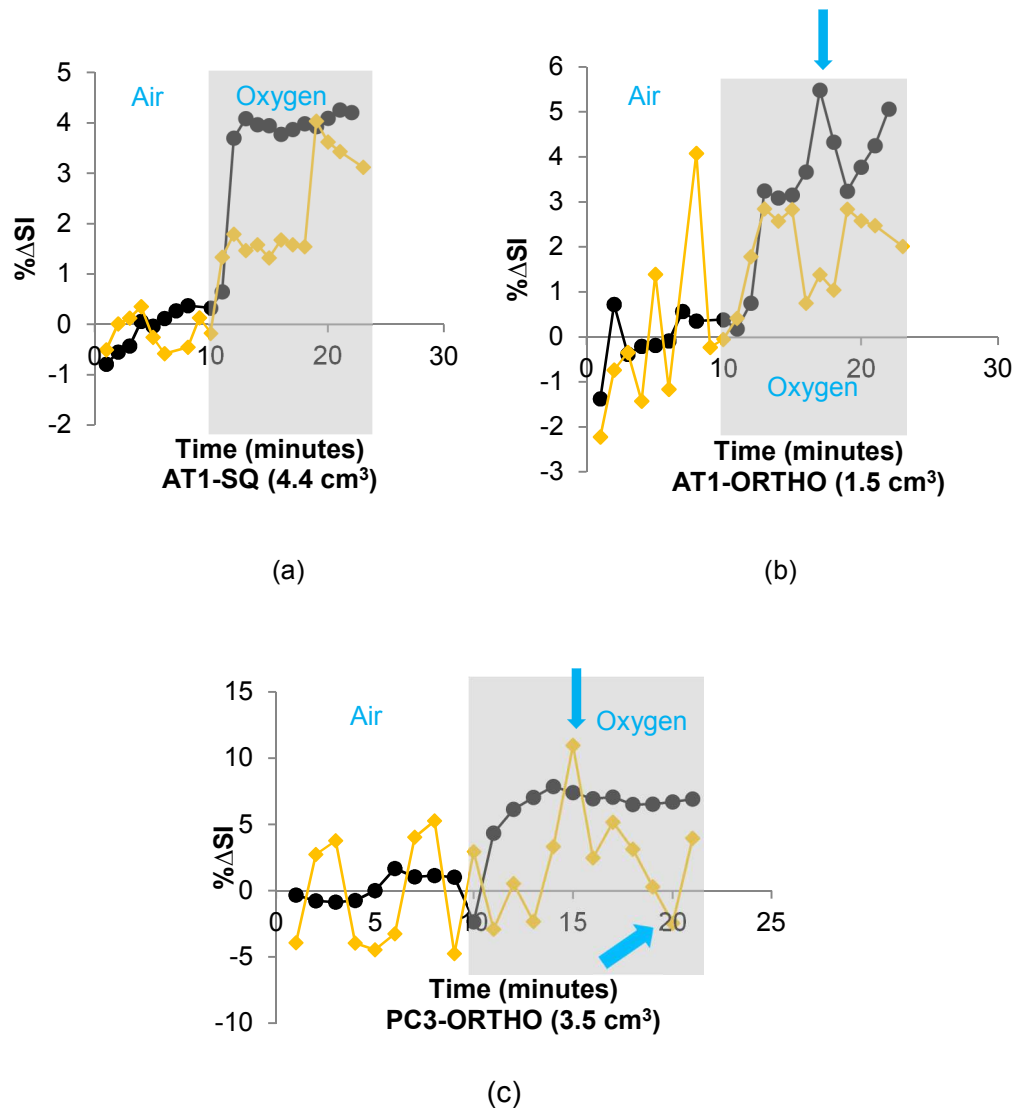 5
4
3
2
1
0
-1
-2
%ΔSI
Air
Oxygen
0
10
20
30
Time (minutes)
AT1-SQ (4.4 cm³)
(a)
6
5
4
3
2
1
0
-1
-2
-3
%ΔSI
Air
Oxygen
0
10
20
30
Time (minutes)
AT1-ORTHO (1.5 cm³)
(b)
15
10
5
0
-5
-10
%ΔSI
Air
Oxygen
0
5
10
15
20
25
Time (minutes)
PC3-ORTHO (3.5 cm³)
(c)